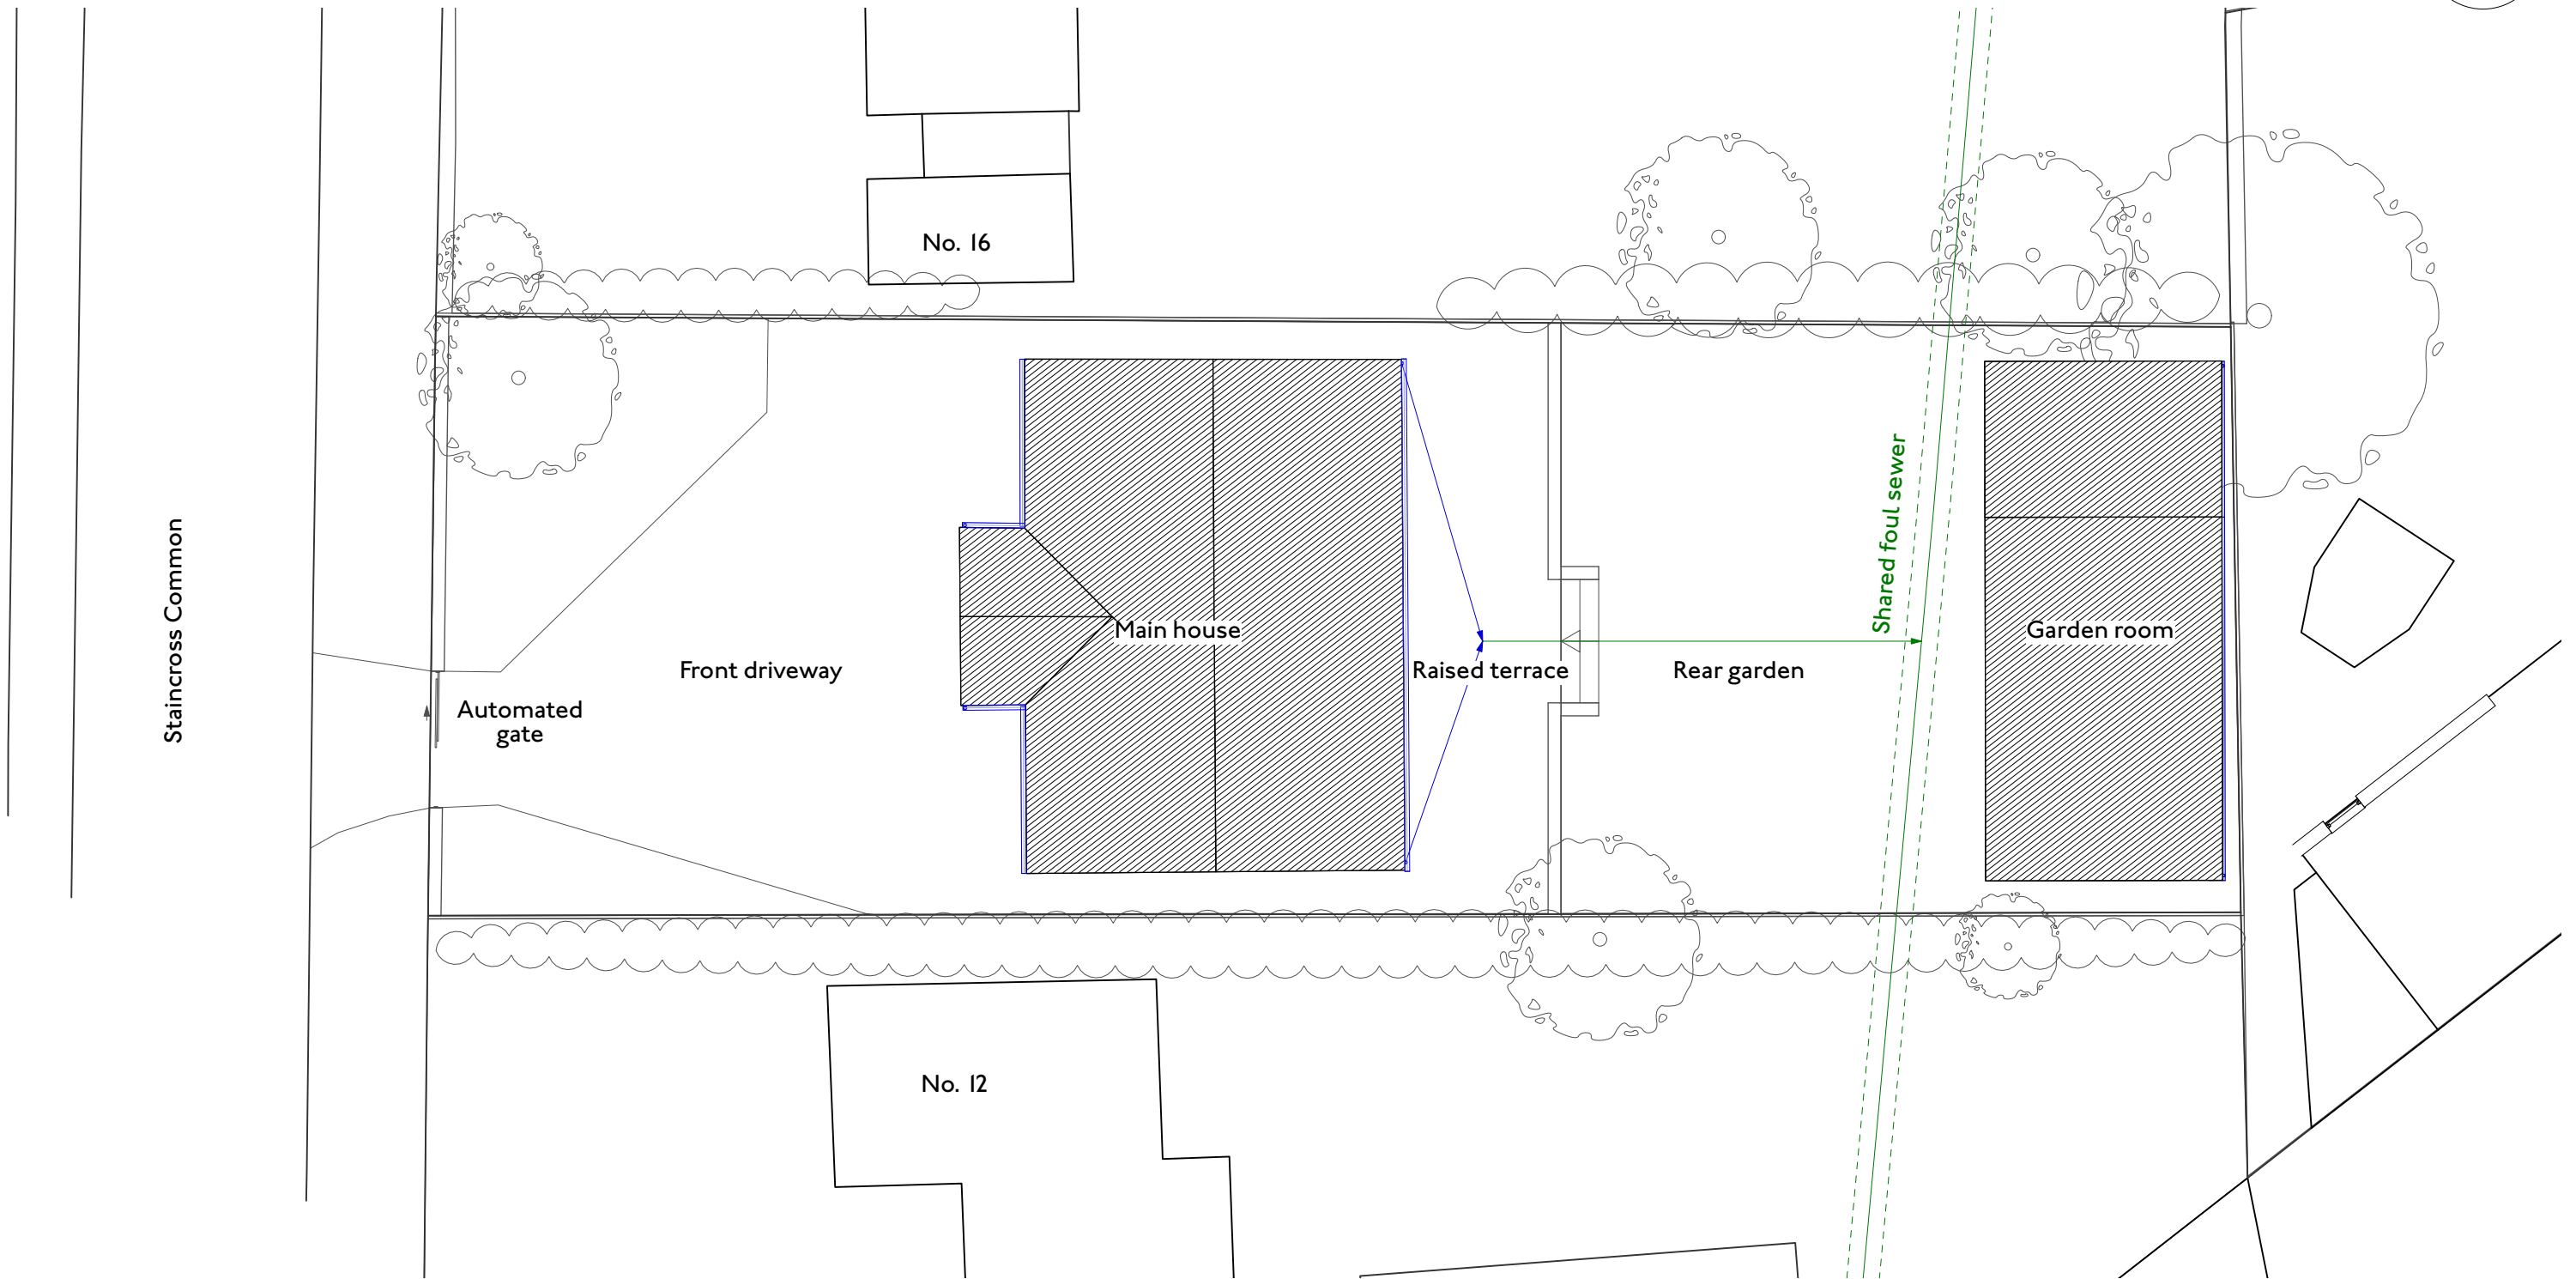 No. 16
Staincross Common
Front driveway
Automated
gate
Main house
Raised terrace
Rear garden
Shared foul sewer
Garden room
No. 12